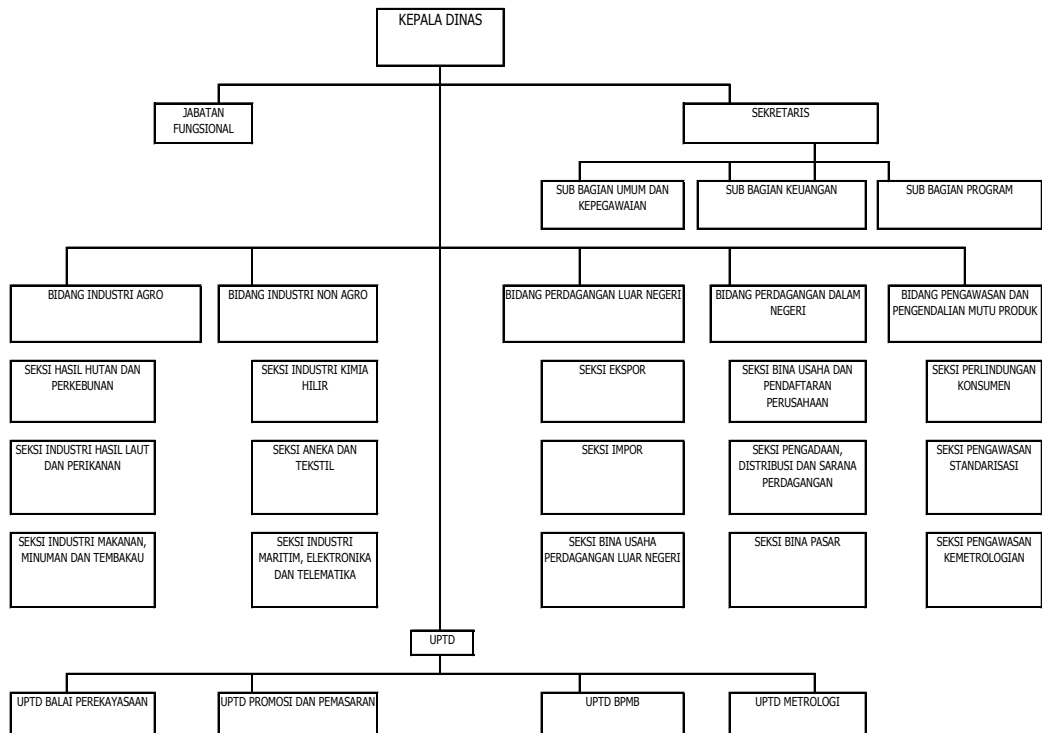 KEPALA DINAS
JABATAN
FUNGSIONAL
SEKRETARIS
SUB BAGIAN UMUM DAN
KEPEGAWAIAN
SUB BAGIAN KEUANGAN
SUB BAGIAN PROGRAM
BIDANG INDUSTRI AGRO
BIDANG INDUSTRI NON AGRO
BIDANG PERDAGANGAN LUAR NEGERI
BIDANG PERDAGANGAN DALAM
NEGERI
BIDANG PENGAWASAN DAN
PENGENDALIAN MUTU PRODUK
SEKSI HASIL HUTAN DAN
PERKEBUNAN
SEKSI INDUSTRI KIMIA
HILIR
SEKSI EKSPOR
SEKSI BINA USAHA DAN
PENDAFTARAN
PERUSAHAAN
SEKSI PERLINDUNGAN
KONSUMEN
SEKSI INDUSTRI HASIL LAUT
DAN PERIKANAN
SEKSI ANEKA DAN
TEKSTIL
SEKSI IMPOR
SEKSI PENGADAAN,
DISTRIBUSI DAN SARANA
PERDAGANGAN
SEKSI PENGAWASAN
STANDARISASI
SEKSI INDUSTRI MAKANAN,
MINUMAN DAN TEMBAKAU
SEKSI INDUSTRI
MARITIM, ELEKTRONIKA
DAN TELEMATIKA
SEKSI BINA USAHA
PERDAGANGAN LUAR NEGERI
SEKSI BINA PASAR
SEKSI PENGAWASAN
KEMETROLOGIAN
UPTD
UPTD BALAI PEREKAYASAAN
UPTD PROMOSI DAN PEMASARAN
UPTD BPMB
UPTD METROLOGI